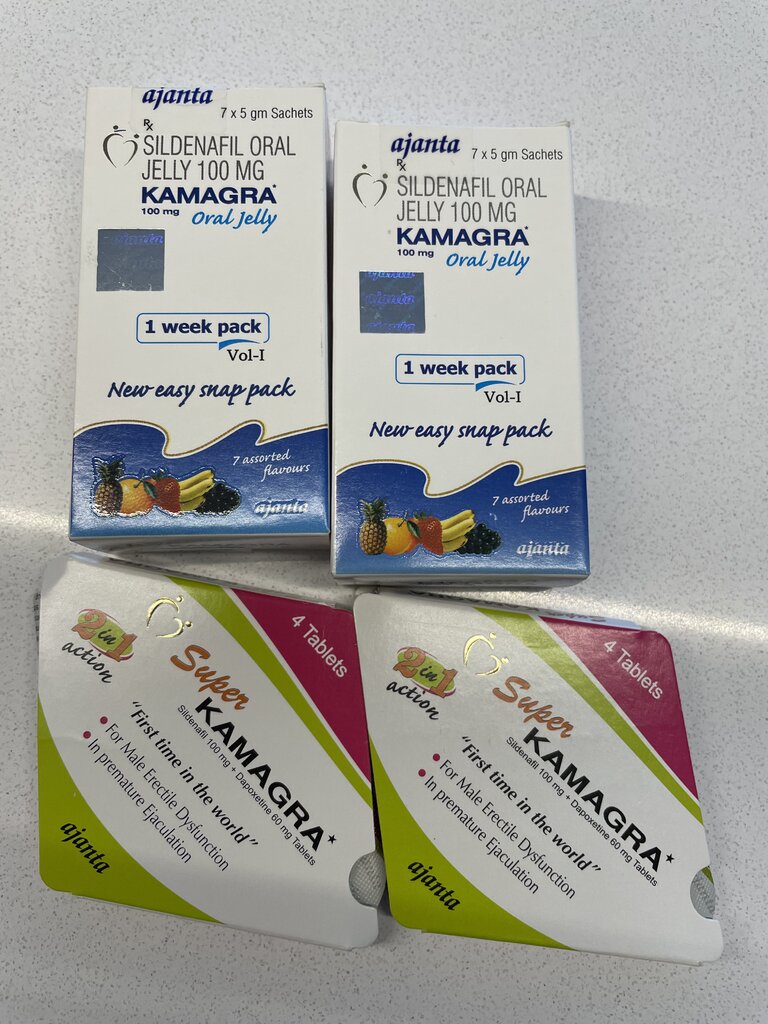 ajanta
7 x 5 gm Sachets
Rx
SILDENAFIL ORAL
JELLY 100 MG
KAMAGRA*
100 mg Oral Jelly
1 week pack
Vol-I
New easy snap pack
7 assorted
flavours
ajanta
ajanta
7 x 5 gm Sachets
Rx
SILDENAFIL ORAL
JELLY 100 MG
KAMAGRA*
100 mg Oral Jelly
ajanta
ajanta
ajanta
1 week pack
Vol-I
New easy snap pack
7 assorted
flavours
ajanta
2 in 1
action
4 Tablets
Super
KAMAGRA*
Sildenafil 100 mg + Dapoxetine 60 mg Tablets
"First time in the world"
• For Male Erectile Dysfunction
• In premature Ejaculation
ajanta
2 in 1
action
4 Tablets
Super
KAMAGRA*
Sildenafil 100 mg + Dapoxetine 60 mg Tablets
"First time in the world"
• For Male Erectile Dysfunction
• In premature Ejaculation
ajanta